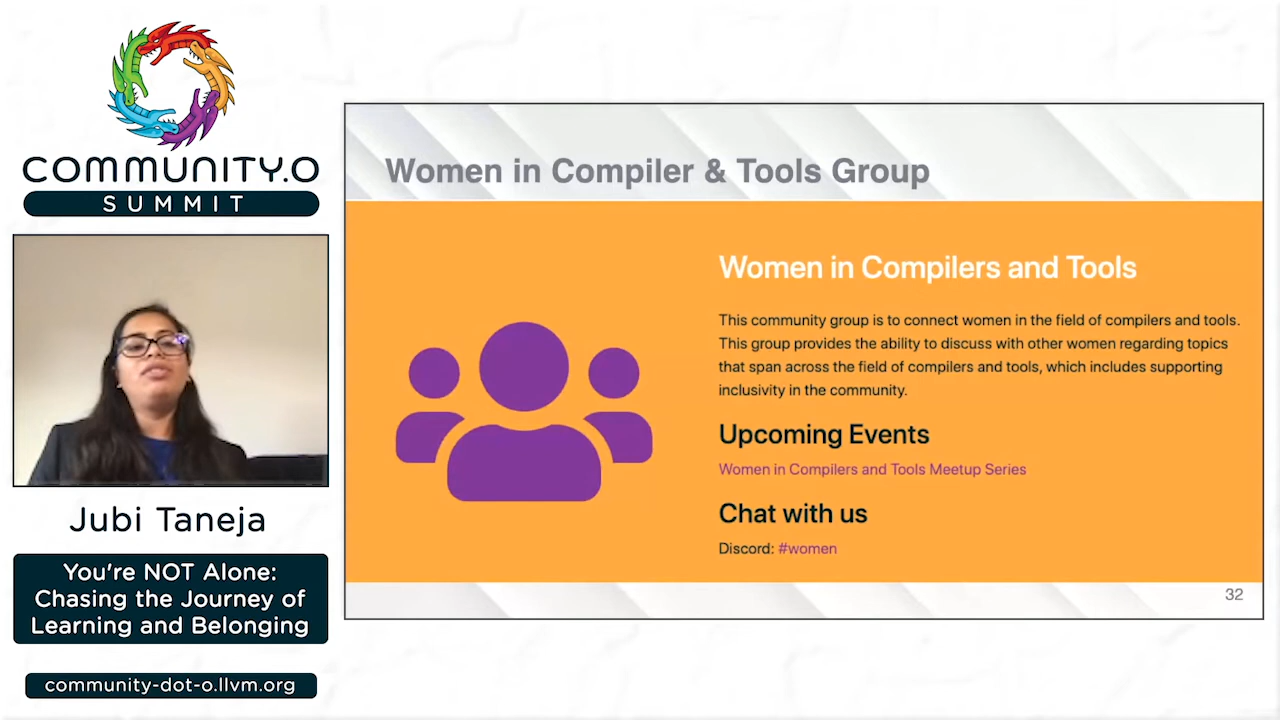 COMMUNITY.O
SUMMIT
Jubi Taneja
You're NOT Alone:
Chasing the Journey of
Learning and Belonging
community-dot-o.llvm.org
Women in Compiler & Tools Group
Women in Compilers and Tools
This community group is to connect women in the field of compilers and tools.
This group provides the ability to discuss with other women regarding topics
that span across the field of compilers and tools, which includes supporting
inclusivity in the community.
Upcoming Events
Women in Compilers and Tools Meetup Series
Chat with us
Discord: #women
32